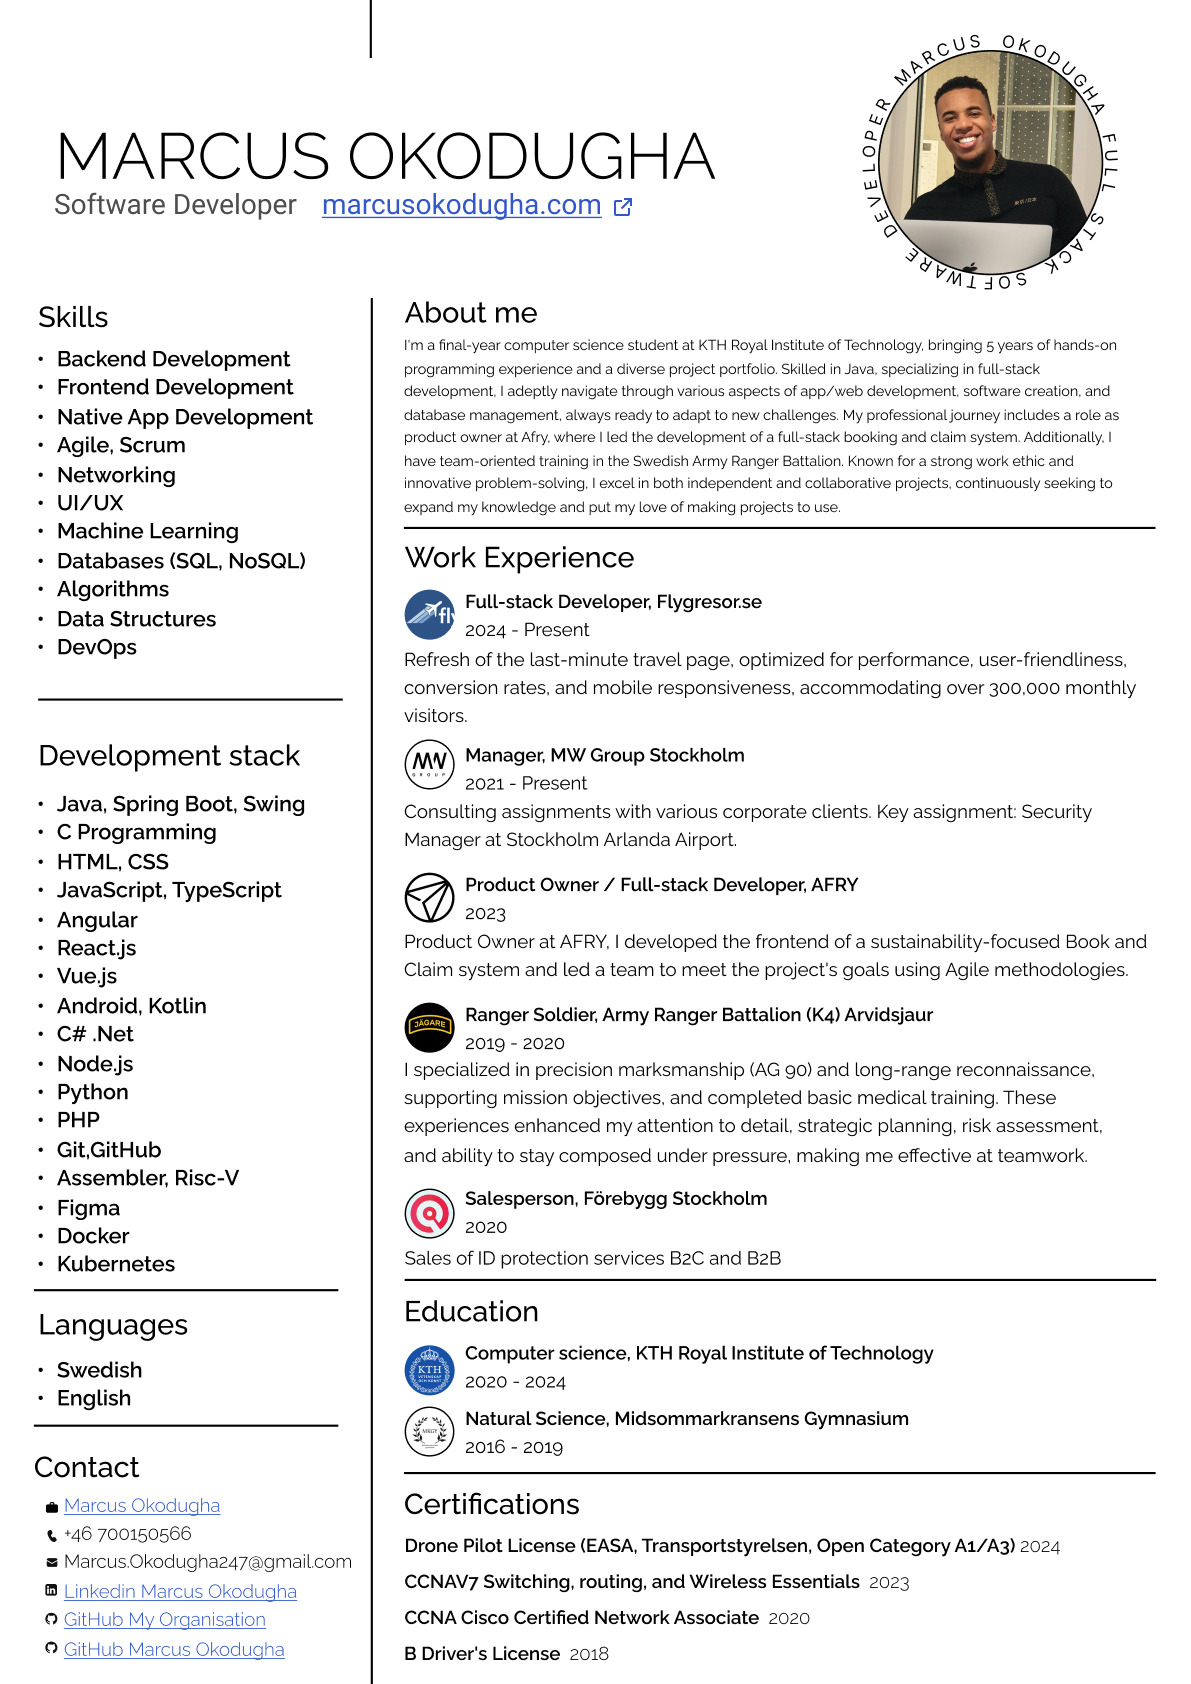 MARCUS OKODUGHA
Software Developer marcusokodugha.com
MARCUS OKODUGHA FULL STACK SOFTWARE DEVELOPER
Skills
• Backend Development
• Frontend Development
• Native App Development
• Agile, Scrum
• Networking
• UI/UX
• Machine Learning
• Databases (SQL, NoSQL)
• Algorithms
• Data Structures
• DevOps
Development stack
• Java, Spring Boot, Swing
• C Programming
• HTML, CSS
• JavaScript, TypeScript
• Angular
• React.js
• Vue.js
• Android, Kotlin
• C# .Net
• Node.js
• Python
• PHP
• Git,GitHub
• Assembler, Risc-V
• Figma
• Docker
• Kubernetes
Languages
• Swedish
• English
Contact
Marcus Okodugha
+46 700150566
Marcus.Okodugha247@gmail.com
Linkedin Marcus Okodugha
GitHub My Organisation
GitHub Marcus Okodugha
About me
I'm a final-year computer science student at KTH Royal Institute of Technology, bringing 5 years of hands-on
programming experience and a diverse project portfolio. Skilled in Java, specializing in full-stack
development, I adeptly navigate through various aspects of app/web development, software creation, and
database management, always ready to adapt to new challenges. My professional journey includes a role as
product owner at Afry, where I led the development of a full-stack booking and claim system. Additionally, I
have team-oriented training in the Swedish Army Ranger Battalion. Known for a strong work ethic and
innovative problem-solving, I excel in both independent and collaborative projects, continuously seeking to
expand my knowledge and put my love of making projects to use.
Work Experience
fly
Full-stack Developer, Flygresor.se
2024 - Present
Refresh of the last-minute travel page, optimized for performance, user-friendliness,
conversion rates, and mobile responsiveness, accommodating over 300,000 monthly
visitors.
MW
GROUP
Manager, MW Group Stockholm
2021 - Present
Consulting assignments with various corporate clients. Key assignment: Security
Manager at Stockholm Arlanda Airport.
Product Owner / Full-stack Developer, AFRY
2023
Product Owner at AFRY, I developed the frontend of a sustainability-focused Book and
Claim system and led a team to meet the project's goals using Agile methodologies.
JÄGARE
Ranger Soldier, Army Ranger Battalion (K4) Arvidsjaur
2019 - 2020
I specialized in precision marksmanship (AG 90) and long-range reconnaissance,
supporting mission objectives, and completed basic medical training. These
experiences enhanced my attention to detail, strategic planning, risk assessment,
and ability to stay composed under pressure, making me effective at teamwork.
Salesperson, Förebygg Stockholm
2020
Sales of ID protection services B2C and B2B
Education
KTH
VETENSKAP
OCH KONST
Computer science, KTH Royal Institute of Technology
2020 - 2024
MKGY
Natural Science, Midsommarkransens Gymnasium
2016 - 2019
Certifications
Drone Pilot License (EASA, Transportstyrelsen, Open Category A1/A3) 2024
CCNAV7 Switching, routing, and Wireless Essentials 2023
CCNA Cisco Certified Network Associate 2020
B Driver's License 2018